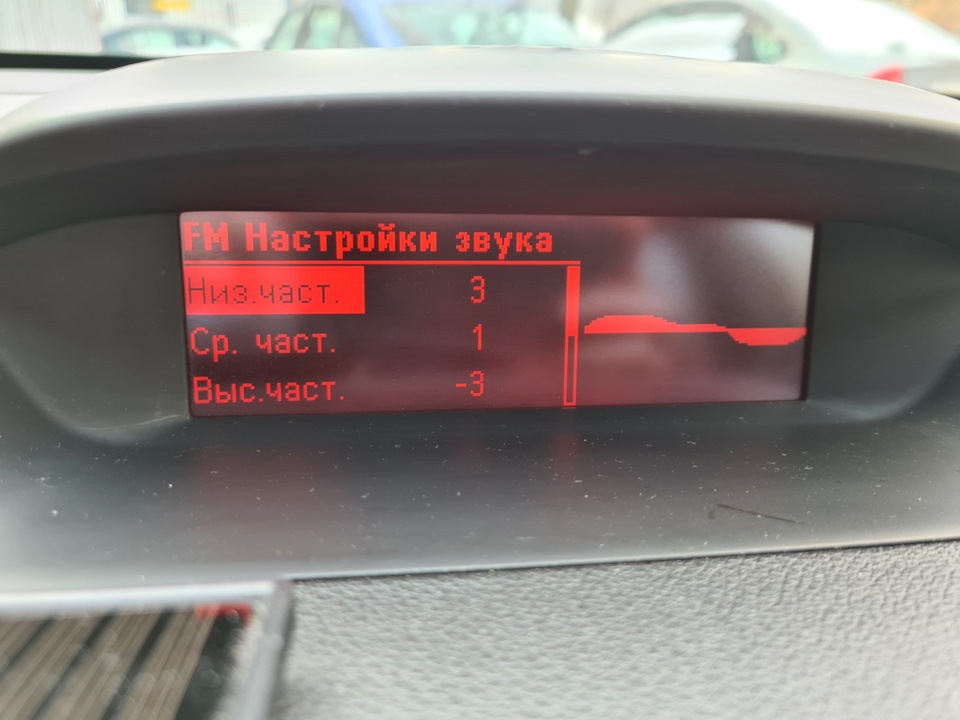 FM Настройки звука
Низ.част. 3
Ср. част. 1
Выс.част. -3